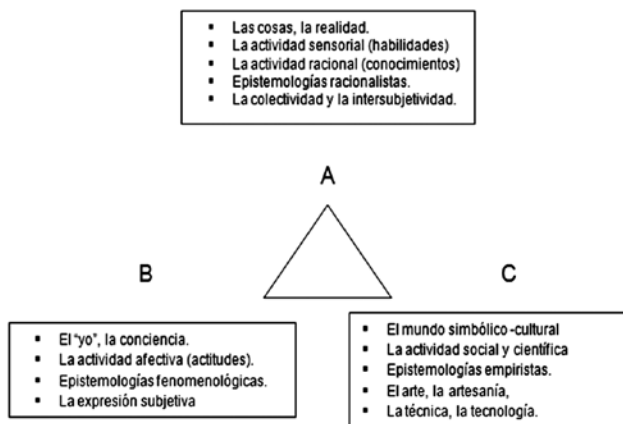 ▪ Las cosas, la realidad.
▪ La actividad sensorial (habilidades)
▪ La actividad racional (conocimientos)
▪ Epistemologías racionalistas.
▪ La colectividad y la intersubjetividad.
A
B
C
▪ El "yo", la conciencia.
▪ La actividad afectiva (actitudes).
▪ Epistemologías fenomenológicas.
▪ La expresión subjetiva
▪ El mundo simbólico -cultural
▪ La actividad social y científica
▪ Epistemologías empiristas.
▪ El arte, la artesanía,
▪ La técnica, la tecnología.